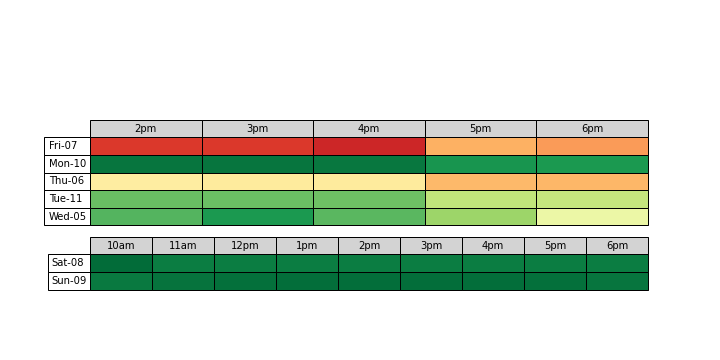 2pm 3pm 4pm 5pm 6pm
Fri-07
Mon-10
Thu-06
Tue-11
Wed-05
10am 11am 12pm 1pm 2pm 3pm 4pm 5pm 6pm
Sat-08
Sun-09